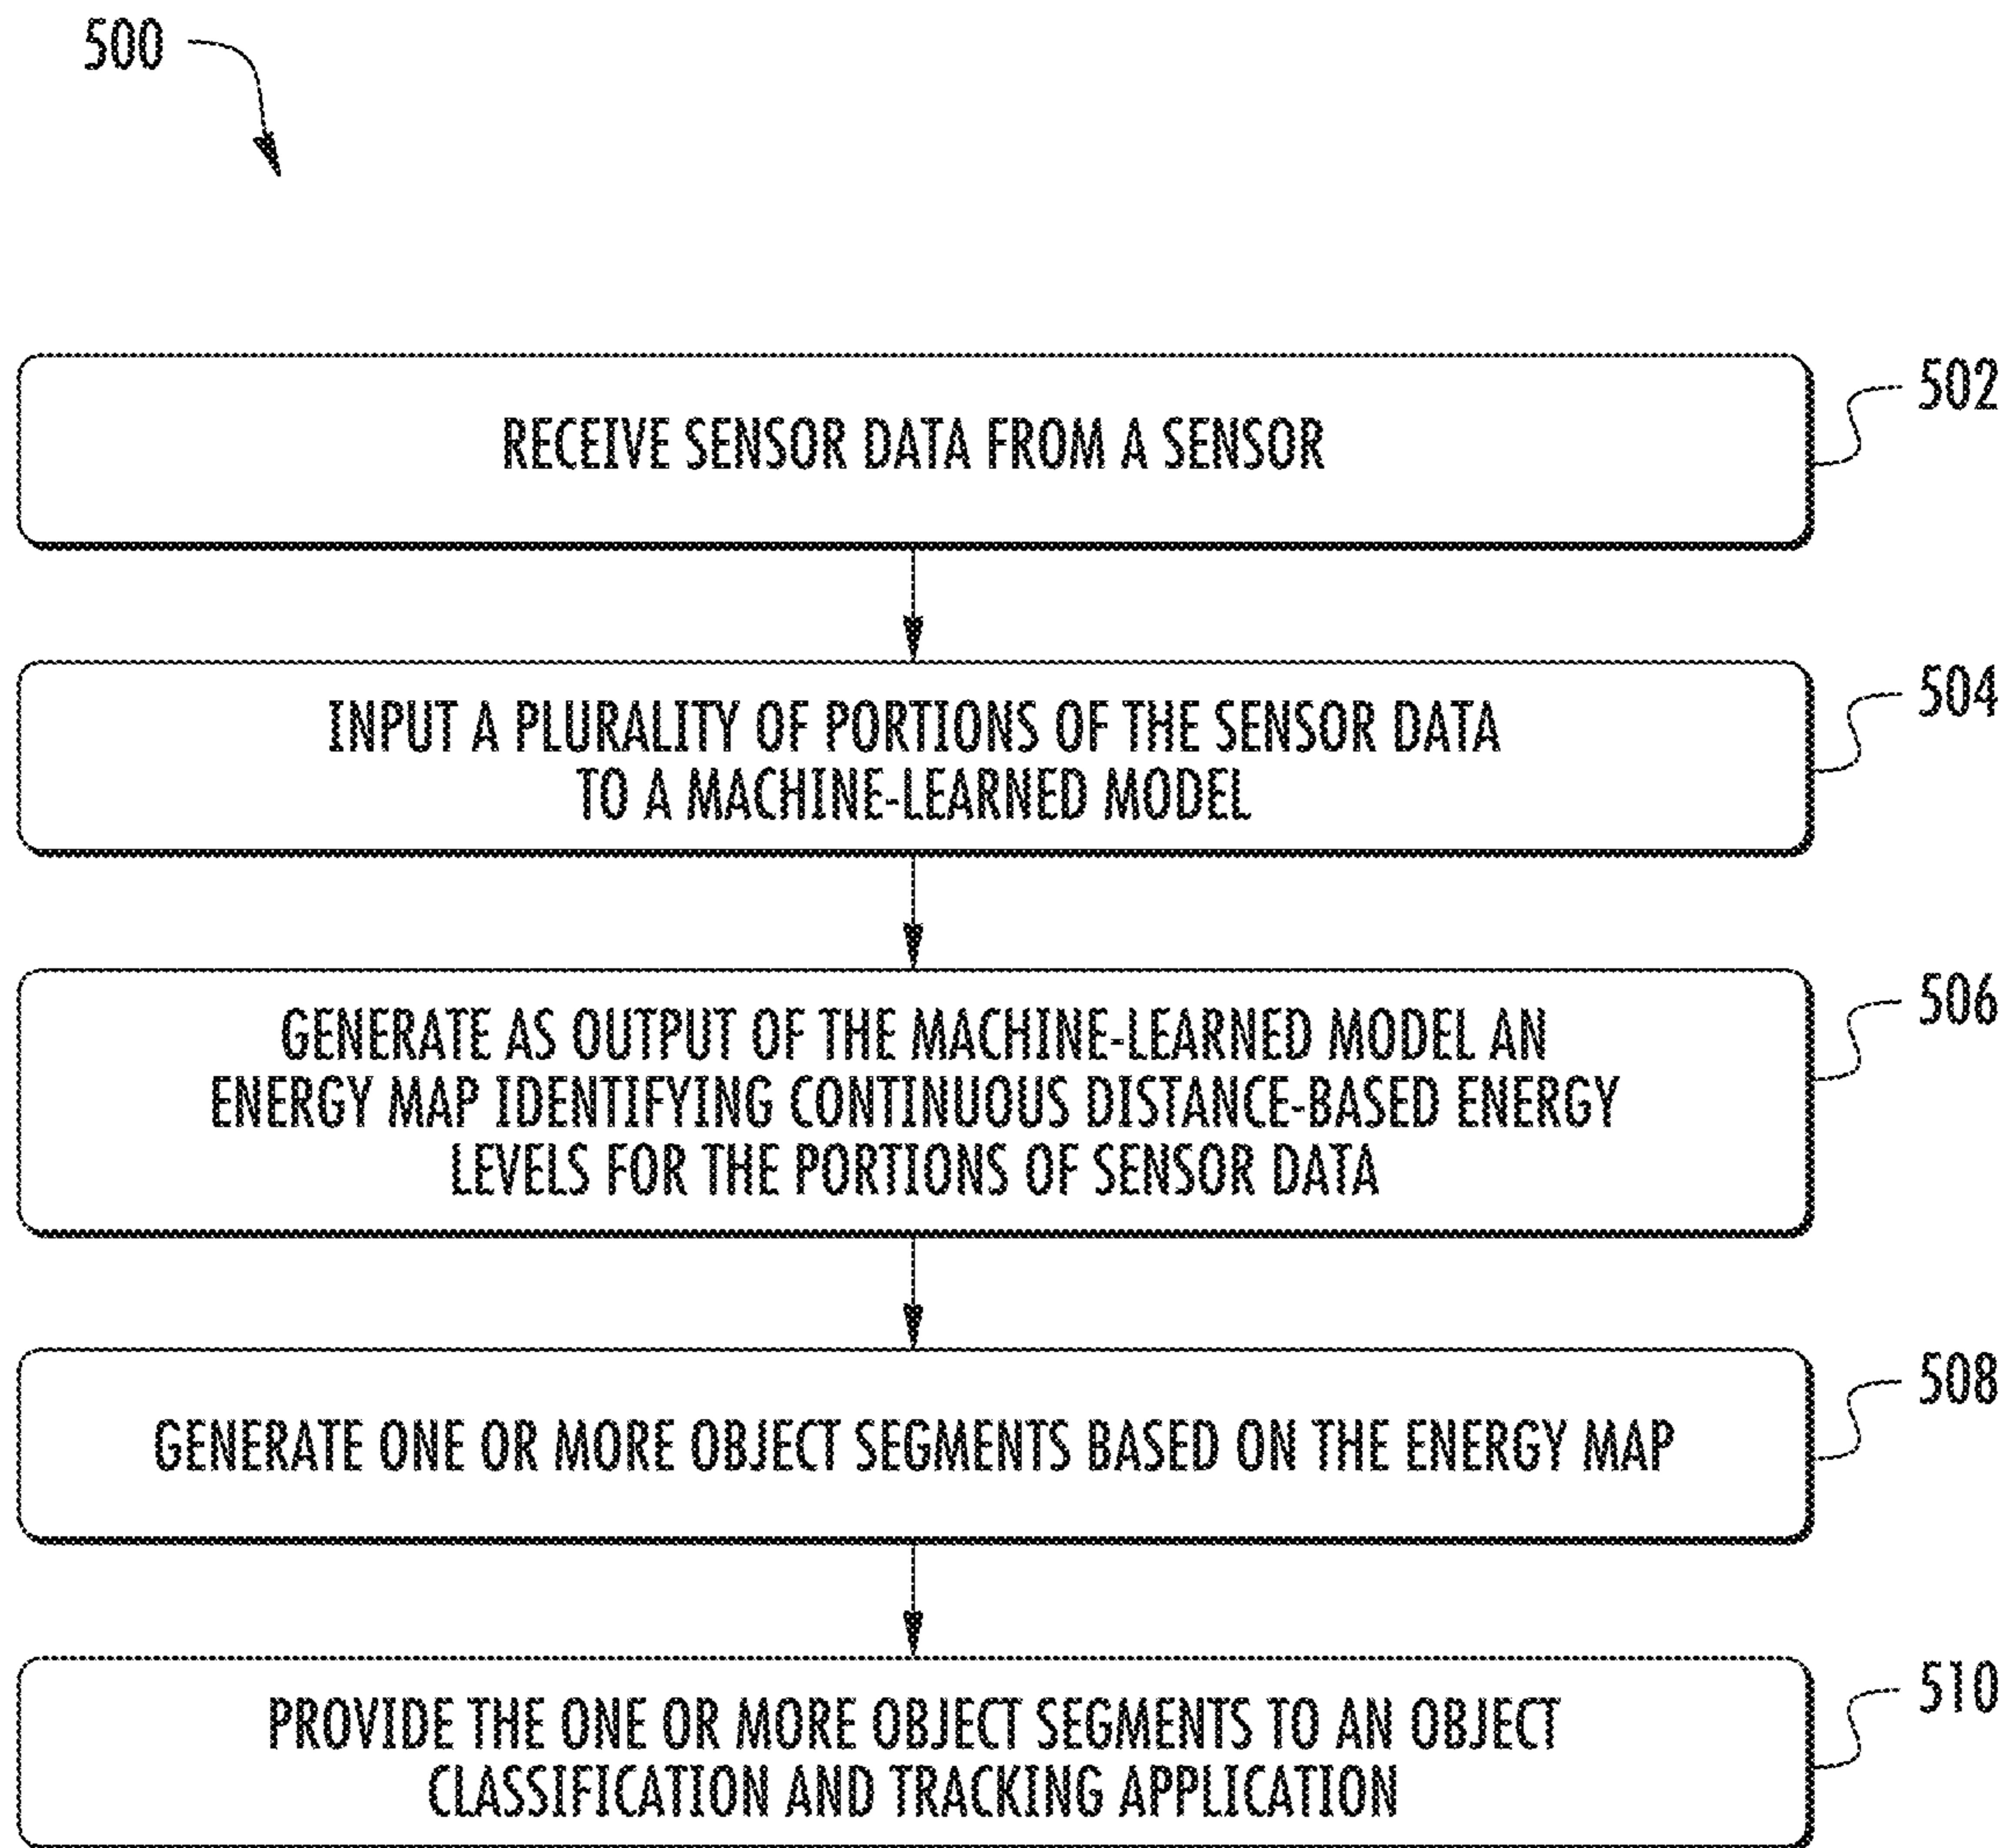 500
RECEIVE SENSOR DATA FROM A SENSOR
502
INPUT A PLURALITY OF PORTIONS OF THE SENSOR DATA
TO A MACHINE-LEARNED MODEL
504
GENERATE AS OUTPUT OF THE MACHINE-LEARNED MODEL AN
ENERGY MAP IDENTIFYING CONTINUOUS DISTANCE-BASED ENERGY
LEVELS FOR THE PORTIONS OF SENSOR DATA
506
GENERATE ONE OR MORE OBJECT SEGMENTS BASED ON THE ENERGY MAP
508
PROVIDE THE ONE OR MORE OBJECT SEGMENTS TO AN OBJECT
CLASSIFICATION AND TRACKING APPLICATION
510